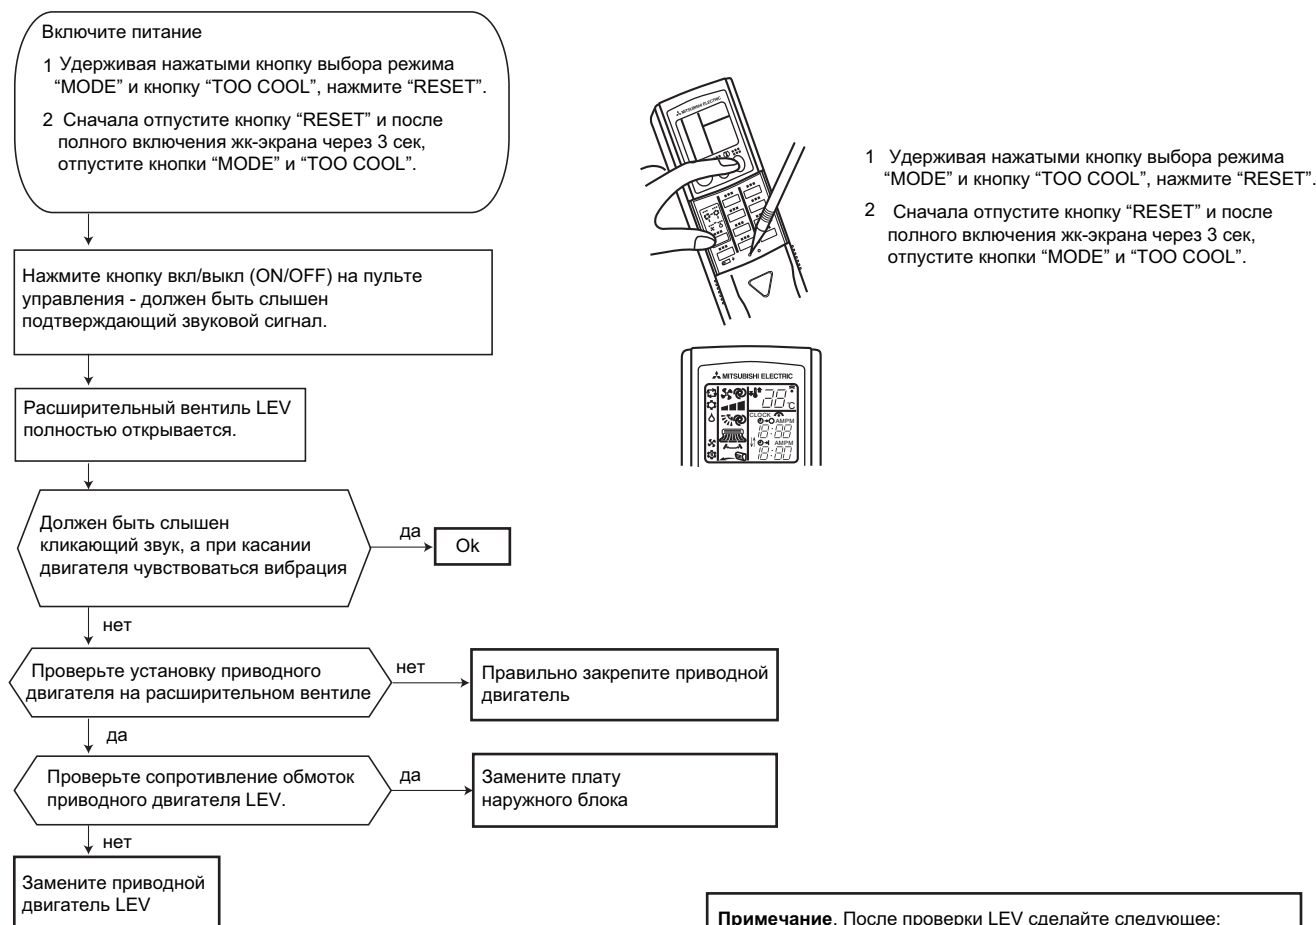 Включите питание
1 Удерживая нажатыми кнопку выбора режима
“MODE” и кнопку “TOO COOL”, нажмите “RESET”.
2 Сначала отпустите кнопку “RESET” и после
полного включения жк-экрана через 3 сек,
отпустите кнопки “MODE” и “TOO COOL”.
Нажмите кнопку вкл/выкл (ON/OFF) на пульте
управления - должен быть слышен
подтверждающий звуковой сигнал.
Расширительный вентиль LEV
полностью открывается.
Должен быть слышен
кликающий звук, а при касании
двигателя чувствоваться вибрация
да
Ok
нет
Проверьте установку приводного
двигателя на расширительном вентиле
нет
Правильно закрепите приводной
двигатель
да
Проверьте сопротивление обмоток
приводного двигателя LEV.
да
Замените плату
наружного блока
нет
Замените приводной
двигатель LEV
MITSUBISHI ELECTRIC
1 Удерживая нажатыми кнопку выбора режима
“MODE” и кнопку “TOO COOL”, нажмите “RESET”.
2 Сначала отпустите кнопку “RESET” и после
полного включения жк-экрана через 3 сек,
отпустите кнопки “MODE” и “TOO COOL”.
MITSUBISHI ELECTRIC
88 °C
CLOCK
AMPM
18:88
AMPM
18:88
Примечание. После проверки LEV сделайте следующее: